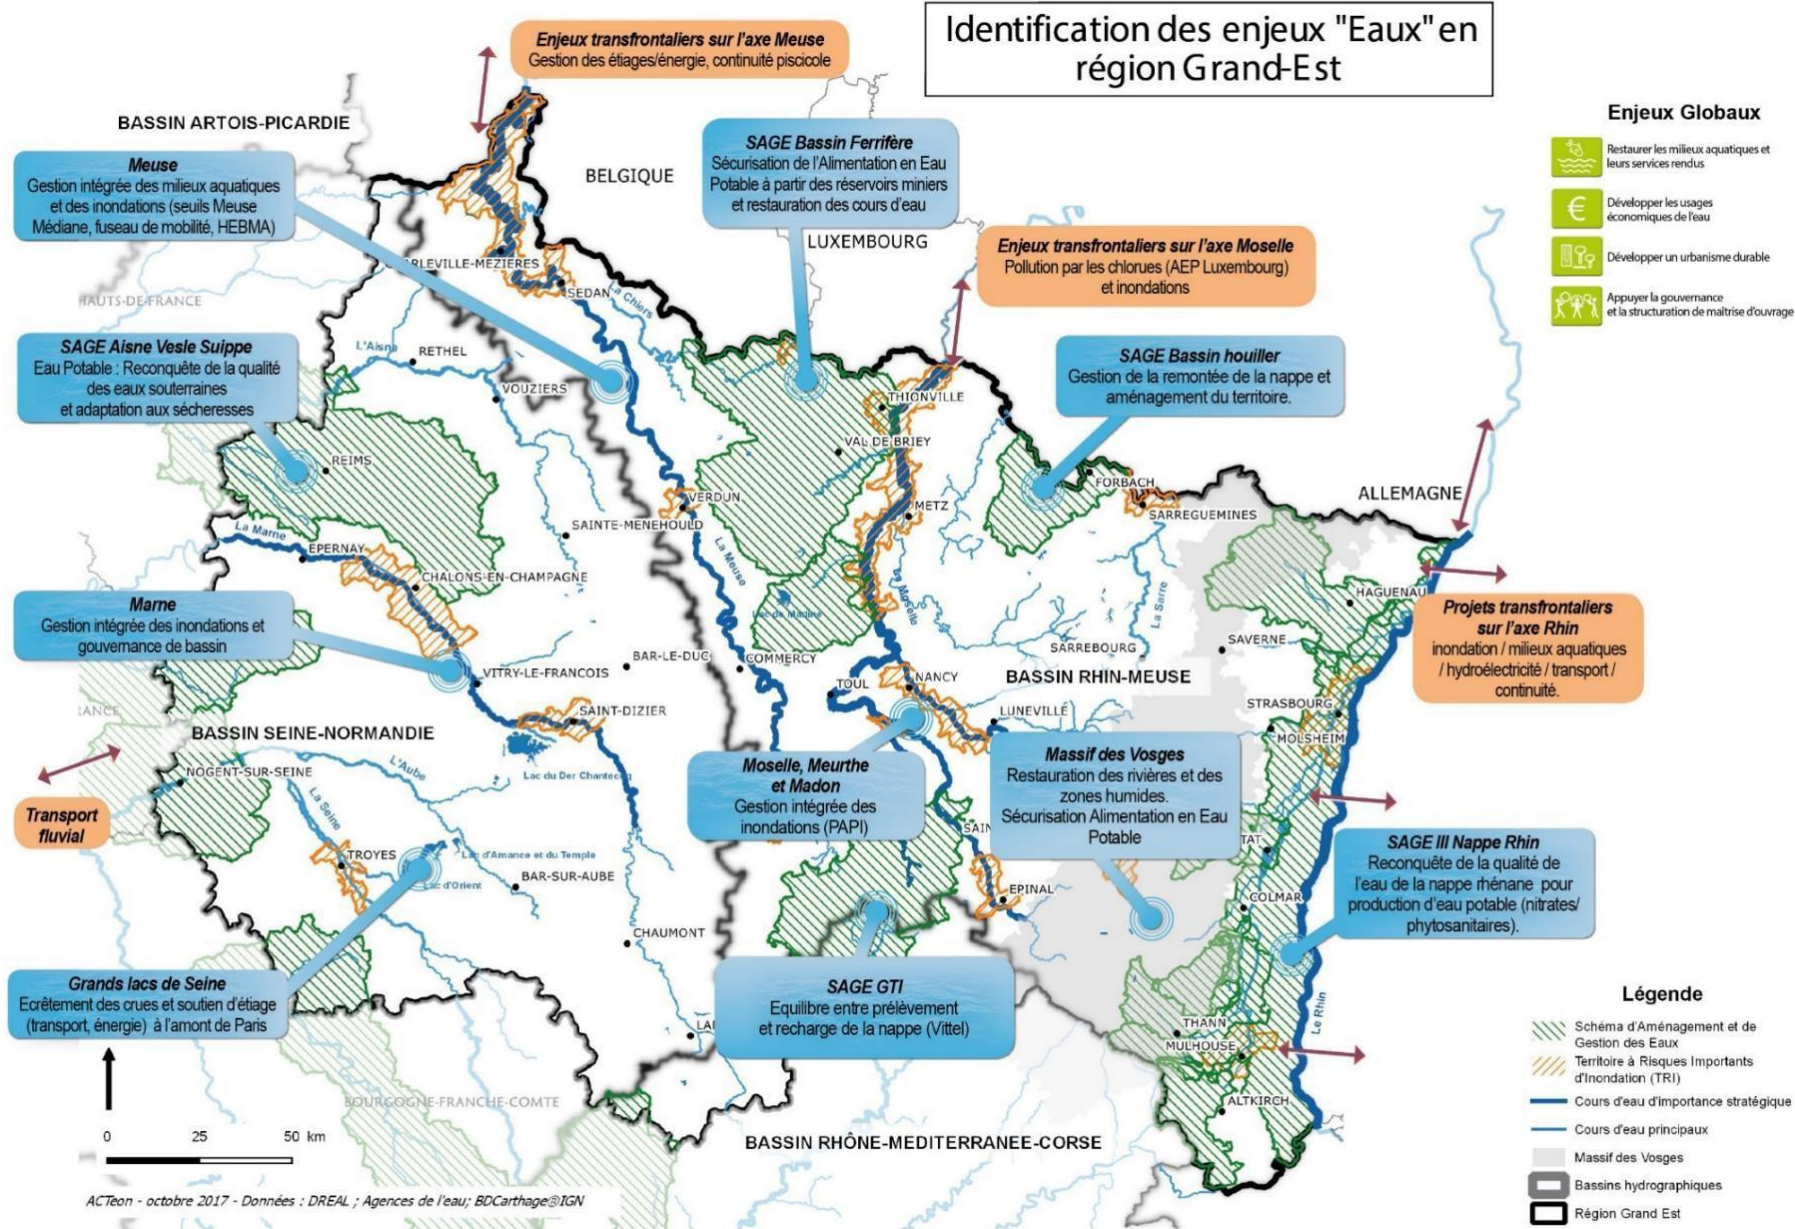 Identification des enjeux "Eaux" en
région Grand-Est
Enjeux transfrontaliers sur l'axe Meuse
Gestion des étiages/énergie, continuité piscicole
BASSIN ARTOIS-PICARDIE
Meuse
Gestion intégrée des milieux aquatiques
et des inondations (seuils Meuse
Médiane, fuseau de mobilité, HEBMA)
BELGIQUE
SAGE Bassin Ferrifère
Sécurisation de l'Alimentation en Eau
Potable à partir des réservoirs miniers
et restauration des cours d'eau
LUXEMBOURG
Enjeux transfrontaliers sur l'axe Moselle
Pollution par les chlorues (AEP Luxembourg)
et inondations
Enjeux Globaux
Restaurer les milieux aquatiques et
leurs services rendus
€
Développer les usages
économiques de l'eau
Développer un urbanisme durable
Appuyer la gouvernance
et la structuration de maîtrise d'ouvrage
ARLEVILLE-MEZIERES
SEDAN
La Chiers
HAUTS-DE-FRANCE
SAGE Aisne Vesle Suippe
Eau Potable : Reconquête de la qualité
des eaux souterraines
et adaptation aux sécheresses
L'Aisne
RETHEL
VOUZIERS
THIONVILLE
VAL DE BRIEY
SAGE Bassin houiller
Gestion de la remontée de la nappe et
aménagement du territoire.
REIMS
FORBACH
ALLEMAGNE
SARREGUEMINES
VERDUN
METZ
SAINTE-MENEHOULD
La Marne
EPERNAY
CHALONS-EN-CHAMPAGNE
La Meuse
Lac de Madine
Moselle
La Sarre
HAGUENAU
Marne
Gestion intégrée des inondations et
gouvernance de bassin
Projets transfrontaliers
sur l'axe Rhin
inondation / milieux aquatiques
/ hydroélectricité / transport /
continuité.
SAVERNE
SARREBOURG
BAR-LE-DUC
COMMERCY
VITRY-LE-FRANCOIS
TOUL
NANCY
BASSIN RHIN-MEUSE
RANCE
SAINT-DIZIER
LUNEVILLE
STRASBOURG
MOLSHEIM
BASSIN SEINE-NORMANDIE
L'Aube
Lac du Der Chantecoq
NOGENT-SUR-SEINE
La Seine
Moselle, Meurthe
et Madon
Gestion intégrée des
inondations (PAPI)
Massif des Vosges
Restauration des rivières et des
zones humides.
Sécurisation Alimentation en Eau
Potable
Transport
fluvial
SAIN
TAT
SAGE III Nappe Rhin
Reconquête de la qualité de
l'eau de la nappe rhénane pour
production d'eau potable (nitrates/
phytosanitaires).
TROYES
Lac d'Amance et du Temple
Lac d'Orient
BAR-SUR-AUBE
EPINAL
COLMAR
CHAUMONT
Grands lacs de Seine
Ecrêtement des crues et soutien d'étiage
(transport, énergie) à l'amont de Paris
SAGE GTI
Equilibre entre prélèvement
et recharge de la nappe (Vittel)
LAI
Le Rhin
THANN
MULHOUSE
ALTKIRCH
BOURGOGNE-FRANCHE-COMTE
BASSIN RHÔNE-MEDITERRANEE-CORSE
0 25 50 km
Légende
Schéma d'Aménagement et de
Gestion des Eaux
Territoire à Risques Importants
d'Inondation (TRI)
Cours d'eau d'importance stratégique
Cours d'eau principaux
Massif des Vosges
Bassins hydrographiques
Région Grand Est
ACTeon - octobre 2017 - Données : DREAL ; Agences de l'eau; BDCarthage®IGN